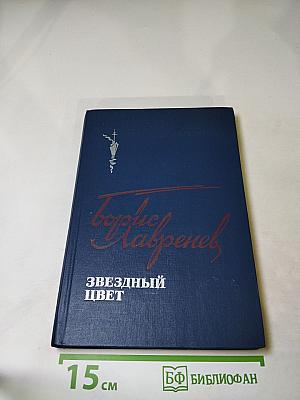 Борис
Лавренев
ЗВЕЗДНЫЙ
ЦВЕТ
15 см
БФ БИБЛИОФАН